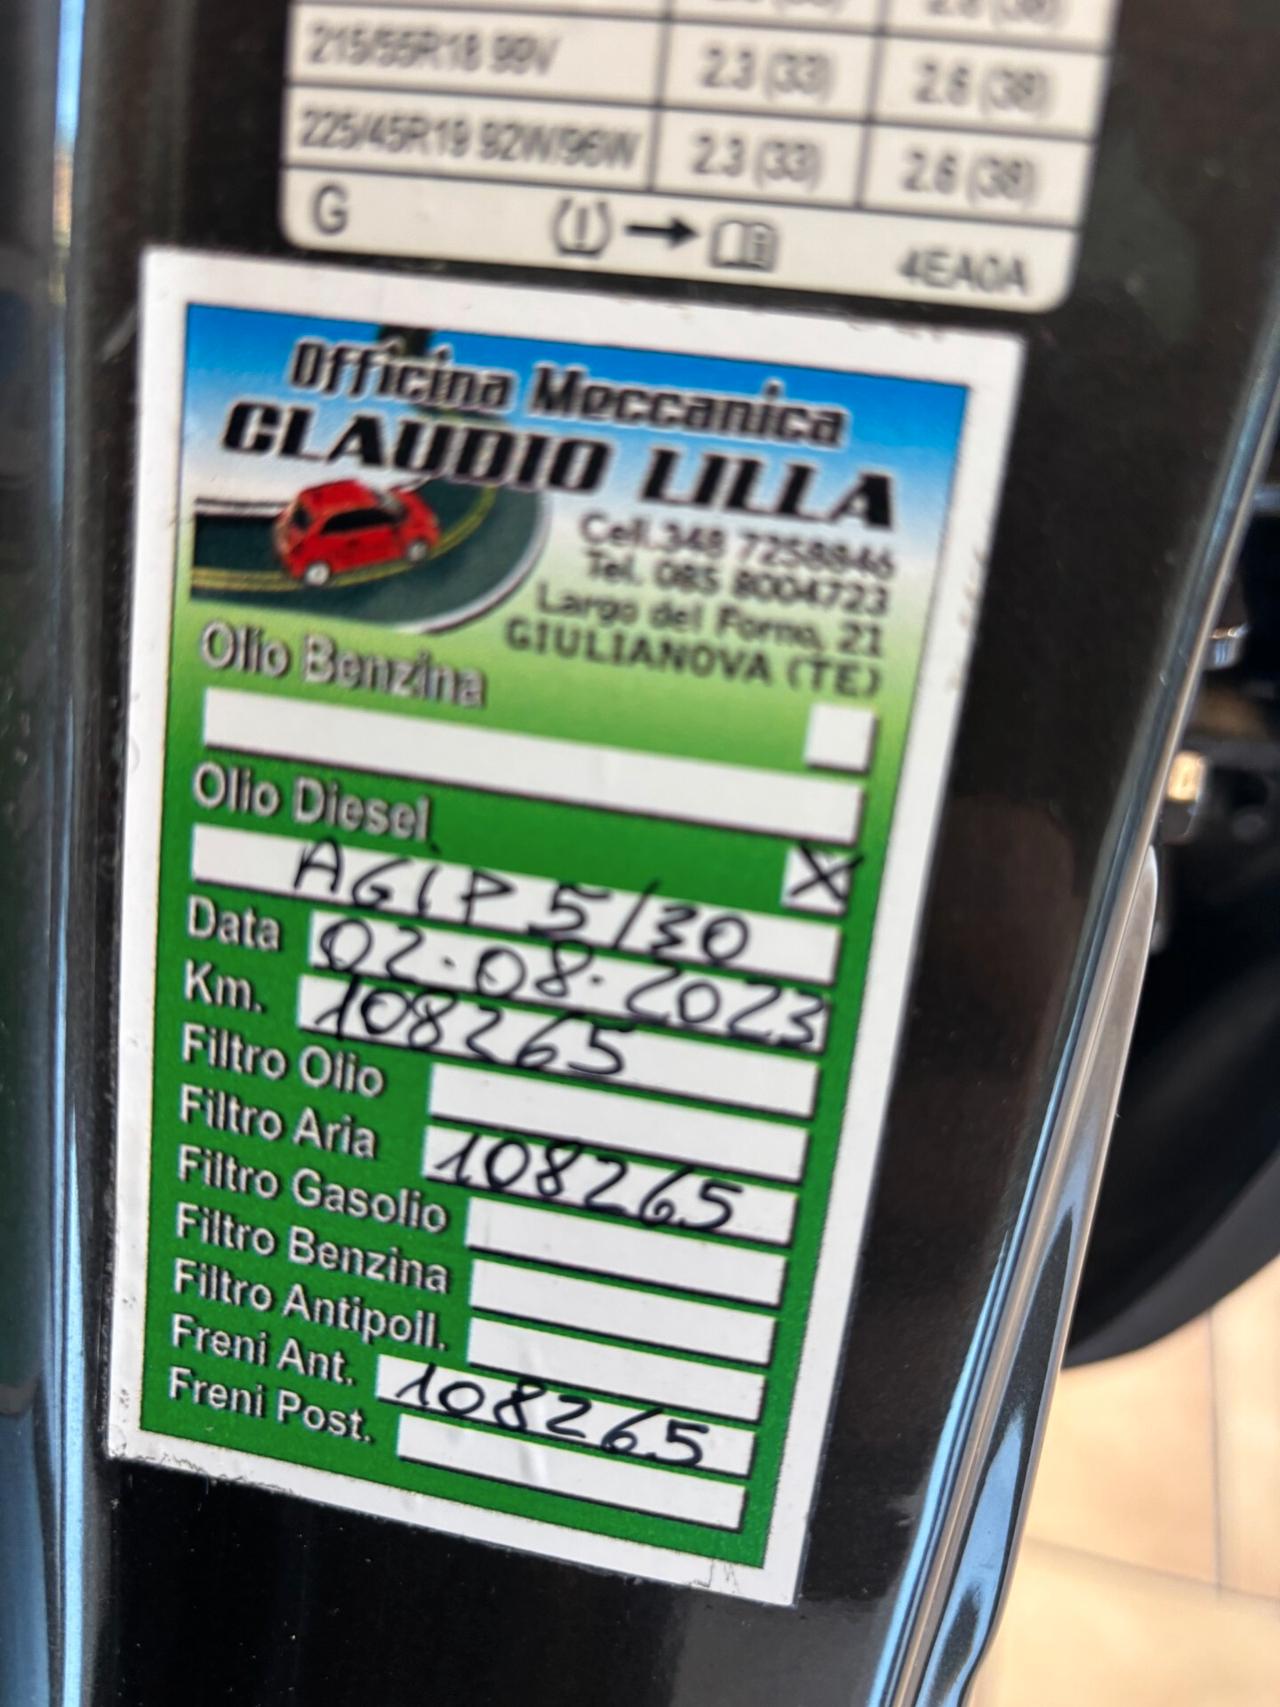 215/55R18 99V 2.3 (33) 2.6 (38)
225/45R19 92W/96W 2.3 (33) 2.6 (38)
G 4EA0A
Officina Meccanica
CLAUDIO LILLA
Cell.348 7258846
Tel. 085 8004723
Largo del Forno, 21
GIULIANOVA (TE)
Olio Benzina
Olio Diesel X
AGIP 5/30
Data 02.08.2023
Km. 108265
Filtro Olio
Filtro Aria 108265
Filtro Gasolio
Filtro Benzina
Filtro Antipoll.
Freni Ant. 108265
Freni Post.